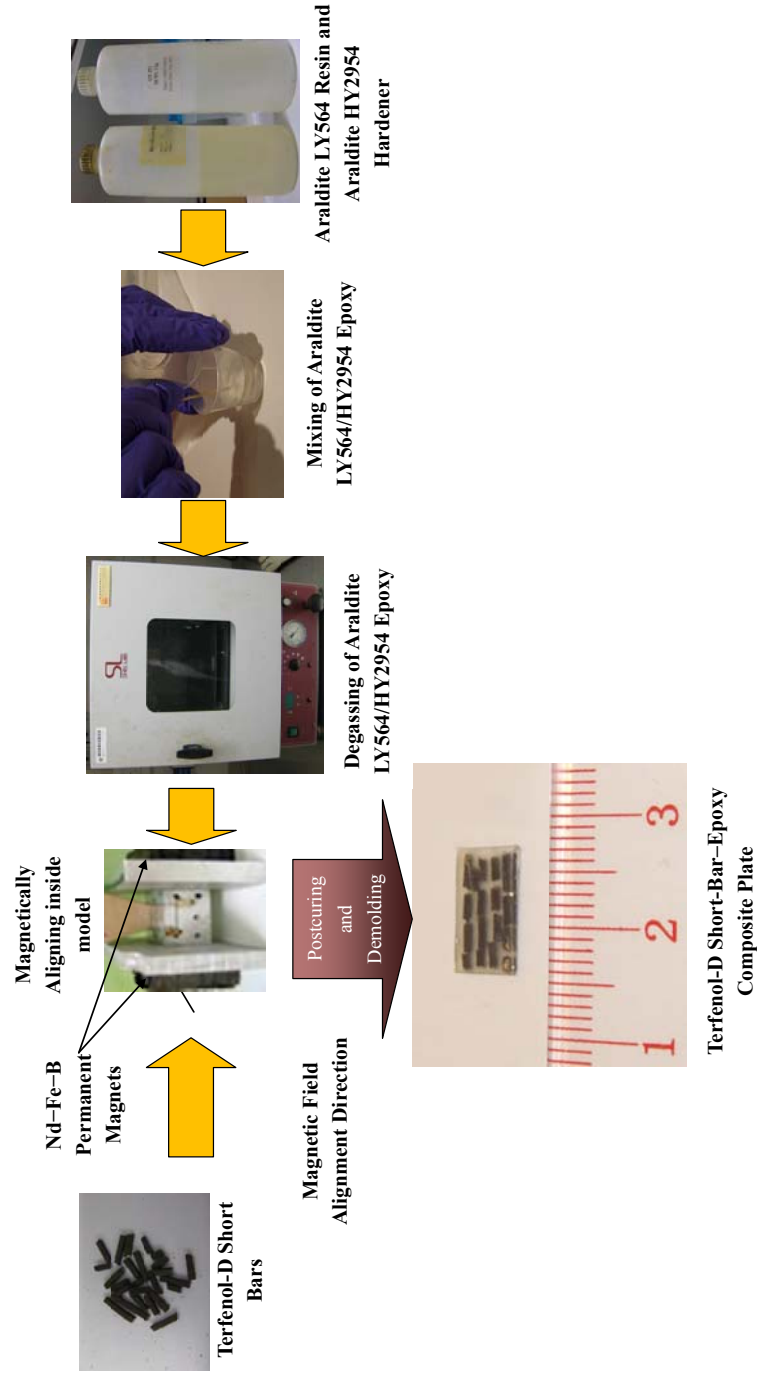 Nd−Fe−B
Permanent
Magnets
Magnetically
Aligning inside
model
Terfenol-D Short
Bars
Magnetic Field
Alignment Direction
Postcuring
and
Demolding
Degassing of Araldite
LY564/HY2954 Epoxy
Mixing of Araldite
LY564/HY2954 Epoxy
Araldite LY564 Resin and
Araldite HY2954
Hardener
SL
1 2 3
Terfenol-D Short-Bar−Epoxy
Composite Plate